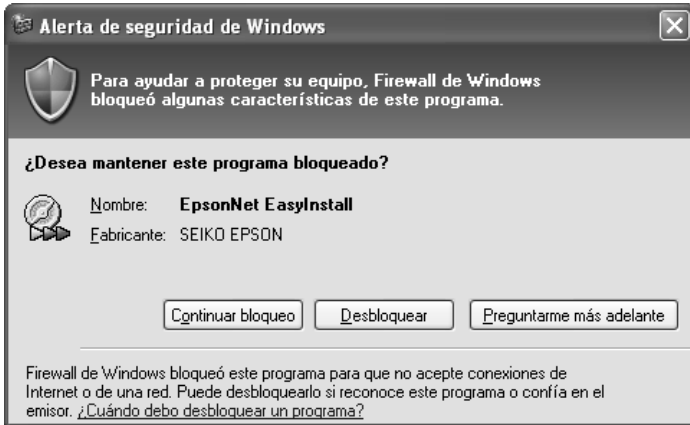 Alerta de seguridad de Windows
Para ayudar a proteger su equipo, Firewall de Windows
bloqueó algunas características de este programa.
¿Desea mantener este programa bloqueado?
Nombre: EpsonNet EasyInstall
Fabricante: SEIKO EPSON
Continuar bloqueo Desbloquear Preguntarme más adelante
Firewall de Windows bloqueó este programa para que no acepte conexiones de
Internet o de una red. Puede desbloquearlo si reconoce este programa o confía en el
emisor. ¿Cuándo debo desbloquear un programa?